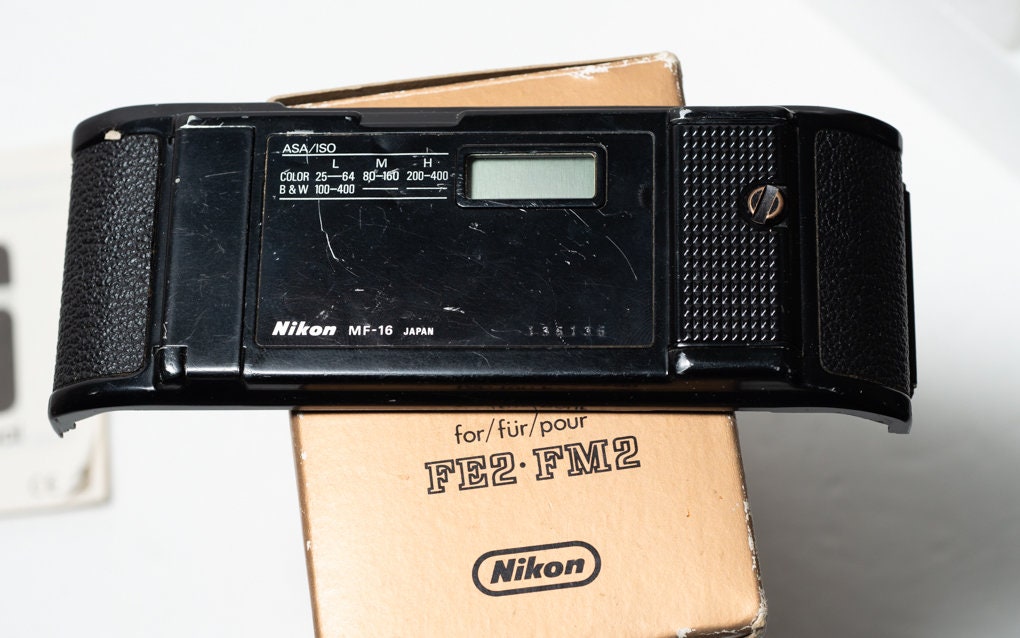 ASA/ISO
L M H
COLOR 25—64 80—160 200—400
B & W 100—400 —— ——
Nikon MF-16 JAPAN
136136
for/für/pour
FE2·FM2
Nikon